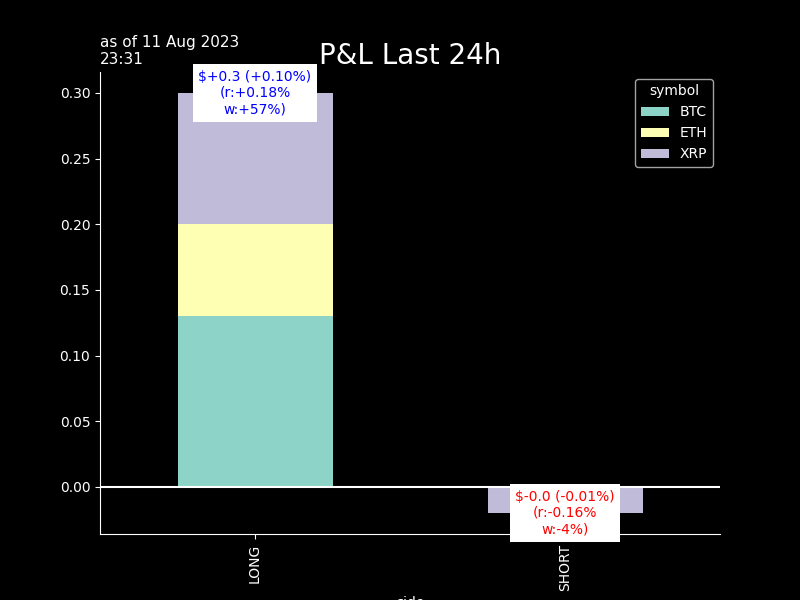 as of 11 Aug 2023
23:31
P&L Last 24h
$+0.3 (+0.10%)
(r:+0.18%
w:+57%)
symbol
BTC
ETH
XRP
0.30
0.25
0.20
0.15
0.10
0.05
0.00
$-0.0 (-0.01%)
(r:-0.16%
w:-4%)
LONG
SHORT
side